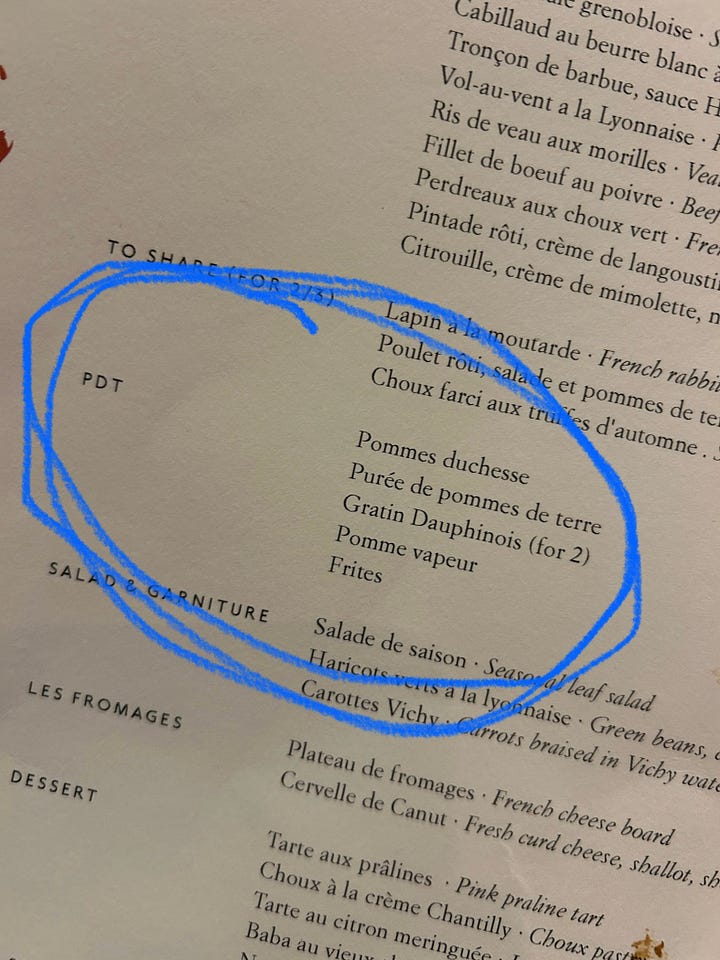 grenobloise ·
Cabillaud au beurre blanc à
Tronçon de barbue, sauce
Vol-au-vent a la Lyonnaise ·
Ris de veau aux morilles ·
Fillet de boeuf au poivre · Beef
Perdreaux aux choux vert ·
Pintade rôti, crème de
Citrouille, crème de mimolette,
TO SHARE (FOR 2/3)
Lapin à la moutarde · French
Poulet rôti, salade et pommes de
Choux farci aux truffes d'automne .
PDT
Pommes duchesse
Purée de pommes de terre
Gratin Dauphinois (for 2)
Pomme vapeur
Frites
SALAD & GARNITURE
Salade de saison · Seasonal leaf salad
Haricots verts a la lyonnaise · Green beans,
Carottes Vichy · Carrots braised in Vichy
LES FROMAGES
Plateau de fromages · French cheese board
Cervelle de Canut · Fresh curd cheese, shallot,
DESSERT
Tarte aux prâlines · Pink praline tart
Choux à la crème Chantilly · Choux
Tarte au citron meringuée ·
Baba au vieux